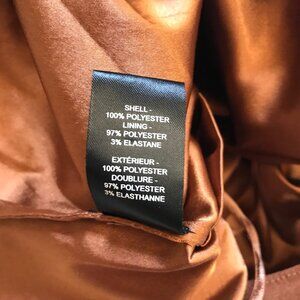 SHELL -
100% POLYESTER
LINING -
97% POLYESTER
3% ELASTANE
EXTÉRIEUR -
100% POLYESTER
DOUBLURE -
97% POLYESTER
3% ELASTHANNE